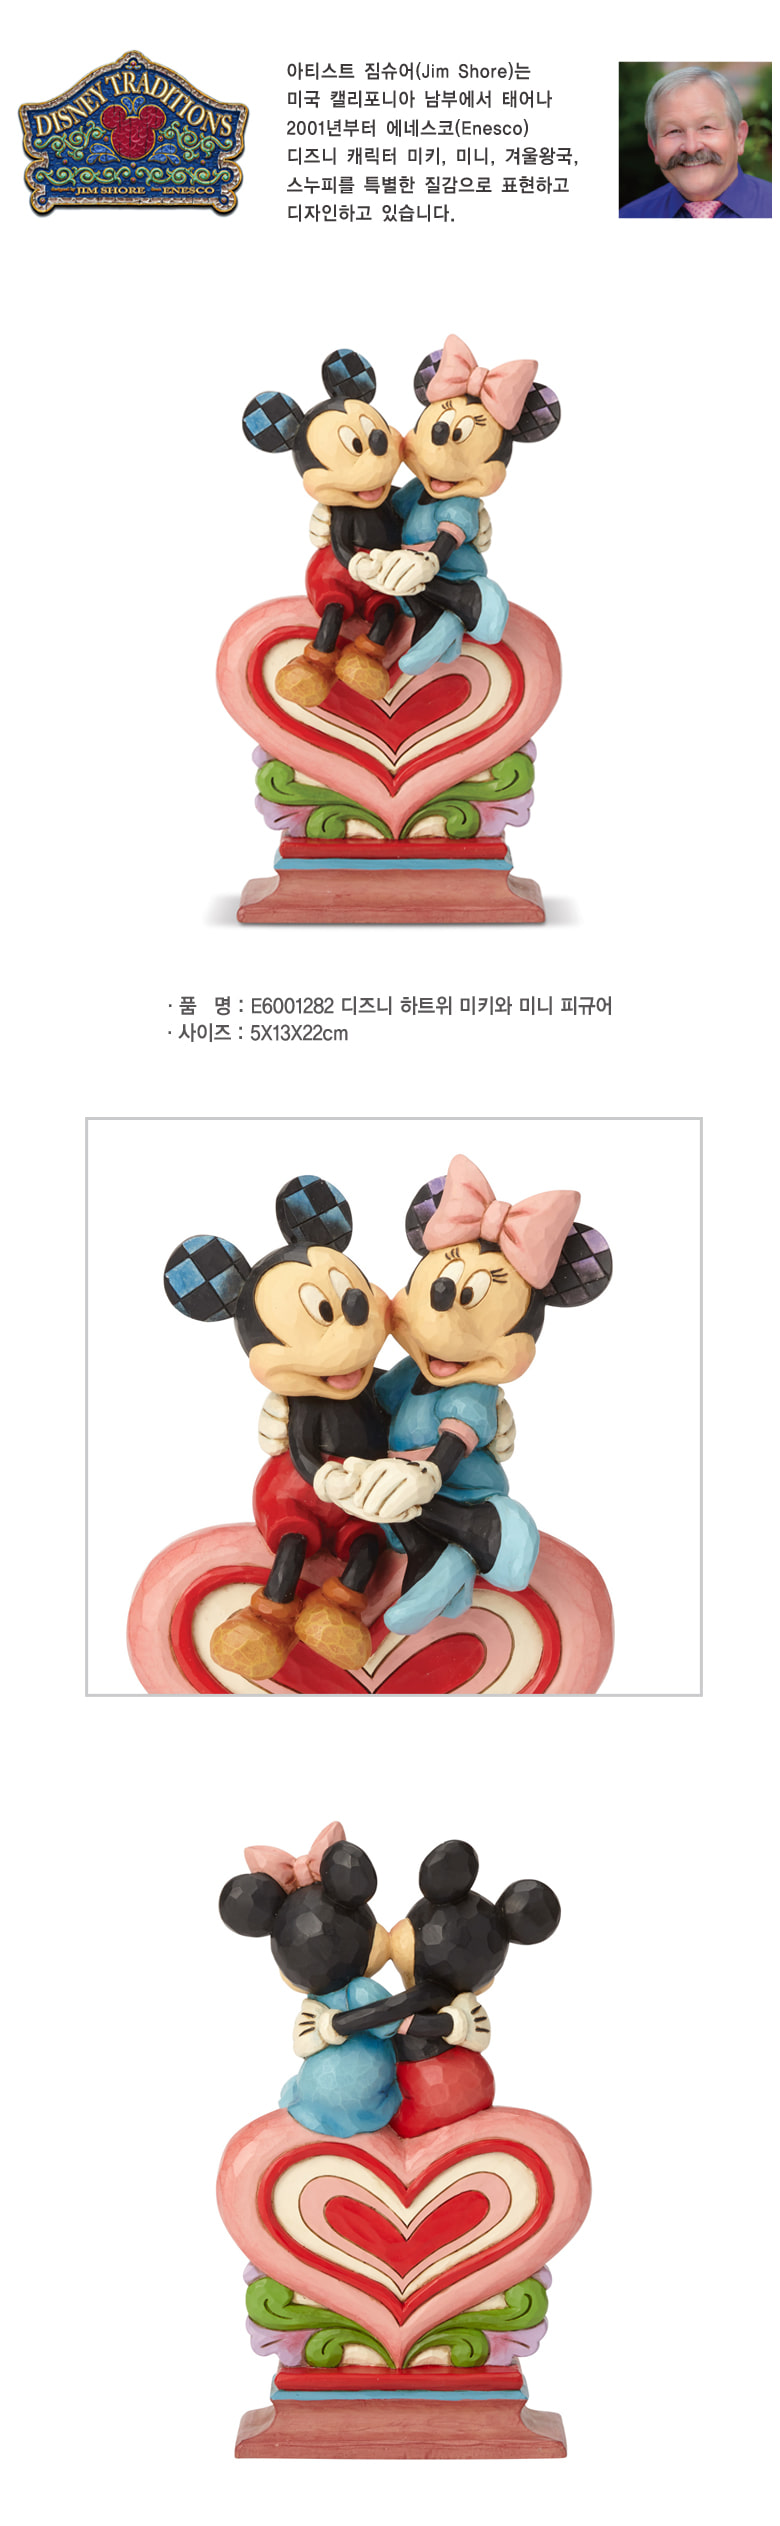 DISNEY TRADITIONS
designed by JIM SHORE from ENESCO
아티스트 짐슈어(Jim Shore)는
미국 캘리포니아 남부에서 태어나
2001년부터 에네스코(Enesco)
디즈니 캐릭터 미키, 미니, 겨울왕국,
스누피를 특별한 질감으로 표현하고
디자인하고 있습니다.
· 품 명 : E6001282 디즈니 하트위 미키와 미니 피규어
· 사이즈 : 5X13X22cm